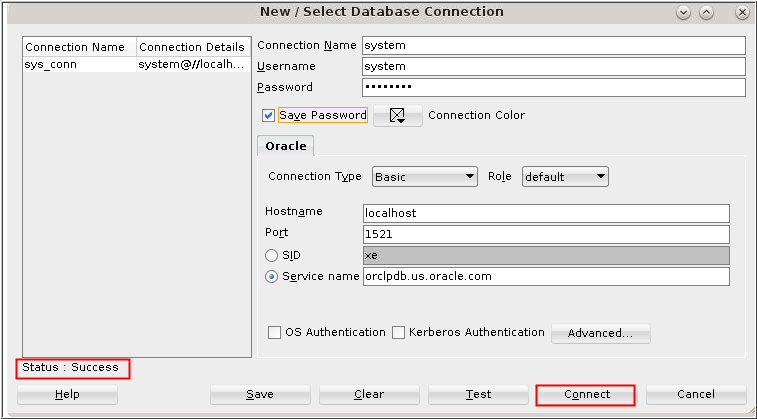 New / Select Database Connection
Connection Name Connection Details
sys_conn system@//localh...
Connection Name system
Username system
Password ••••••••
Save Password Connection Color
Oracle
Connection Type Basic Role default
Hostname localhost
Port 1521
SID xe
Service name orclpdb.us.oracle.com
OS Authentication Kerberos Authentication Advanced...
Status : Success
Help Save Clear Test Connect Cancel